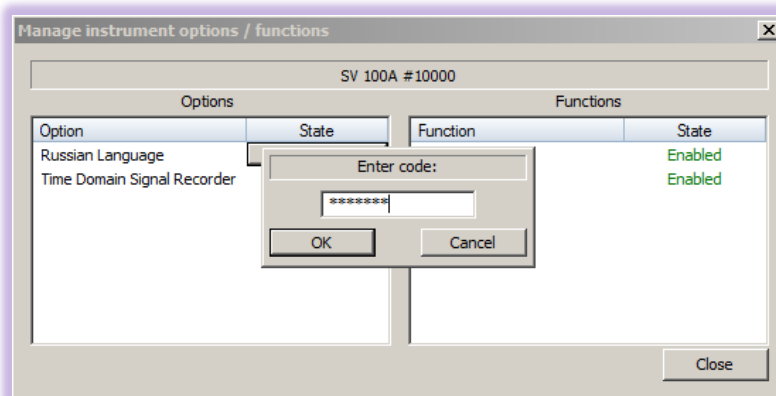 Manage instrument options / functions
SV 100A #10000
Options
Functions
Option State
Function State
Russian Language
Enabled
Time Domain Signal Recorder
Enabled
Enter code:
*******
OK Cancel
Close